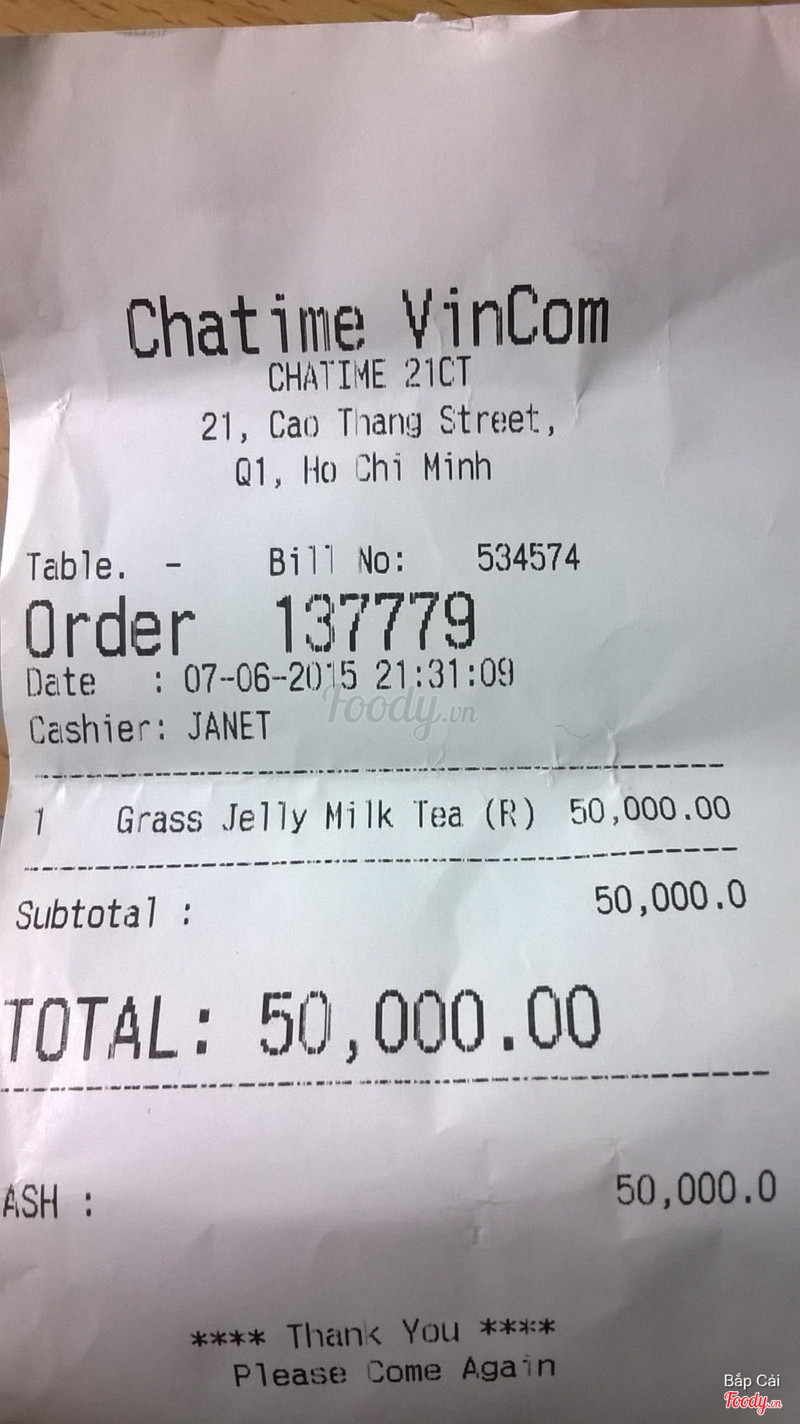 Chatime VinCom
CHATIME 21CT
21, Cao Thang Street,
Q1, Ho Chi Minh
Table. - Bill No: 534574
Order 137779
Date : 07-06-2015 21:31:09
Foody.vn
Cashier: JANET
1 Grass Jelly Milk Tea (R) 50,000.00
Subtotal : 50,000.0
TOTAL: 50,000.00
ASH : 50,000.0
**** Thank You ****
Please Come Again
Bắp Cải
Foody.vn